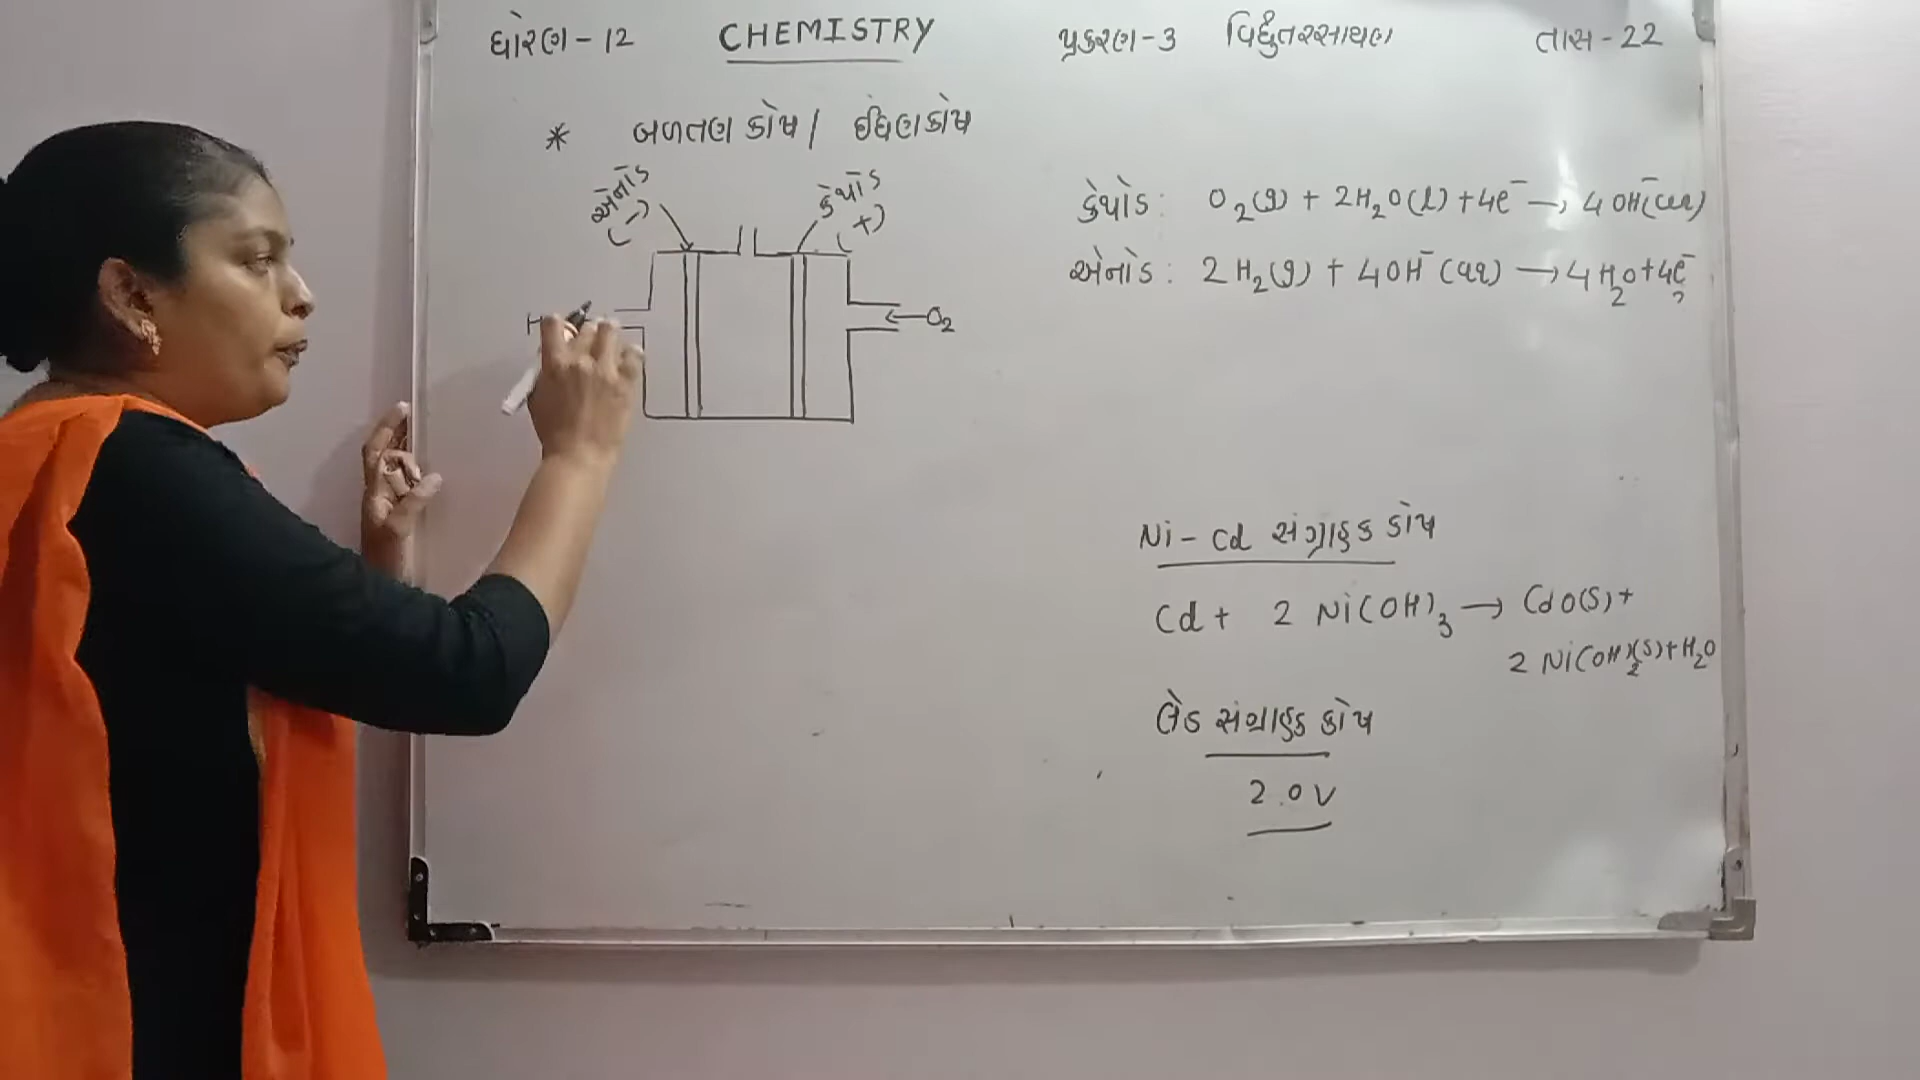 ધોરણ - 12 CHEMISTRY પ્રકરણ - 3 વિદ્યુતરસાયણ તાસ - 22
* બળતણ કોષ / ઈંધણકોષ
એનોડ (-)
કેથોડ (+)
O2
કેથોડ : O2(g) + 2H2O(l) + 4e⁻ → 4OH⁻(aq)
એનોડ : 2H2(g) + 4OH⁻(aq) → 4H2O + 4e⁻
Ni - Cd સંગ્રાહક કોષ
Cd + 2 Ni(OH)3 → CdO(s) +
2 Ni(OH)2(s) + H2O
લેડ સંગ્રાહક કોષ
2.0 V